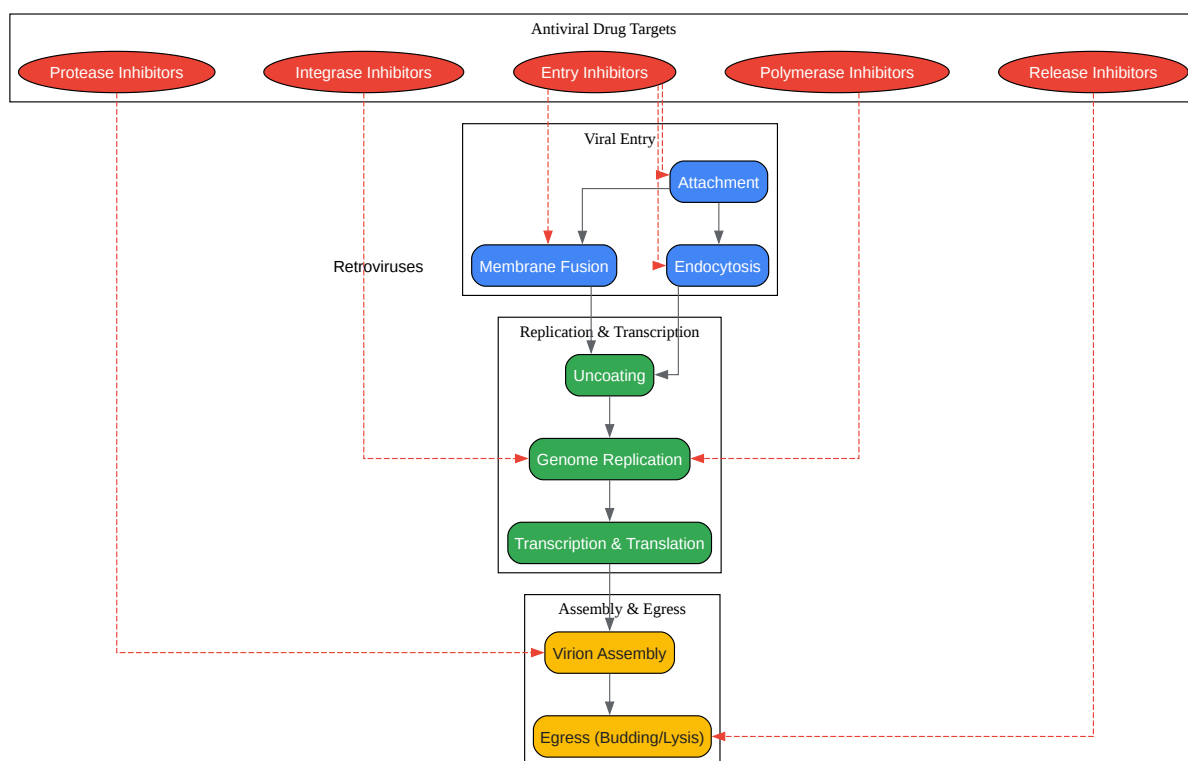 Antiviral Drug Targets
Protease Inhibitors
Integrase Inhibitors
Entry Inhibitors
Polymerase Inhibitors
Release Inhibitors
Viral Entry
Attachment
Retroviruses
Membrane Fusion
Endocytosis
Replication & Transcription
Uncoating
Genome Replication
Transcription & Translation
Assembly & Egress
Virion Assembly
Egress (Budding/Lysis)